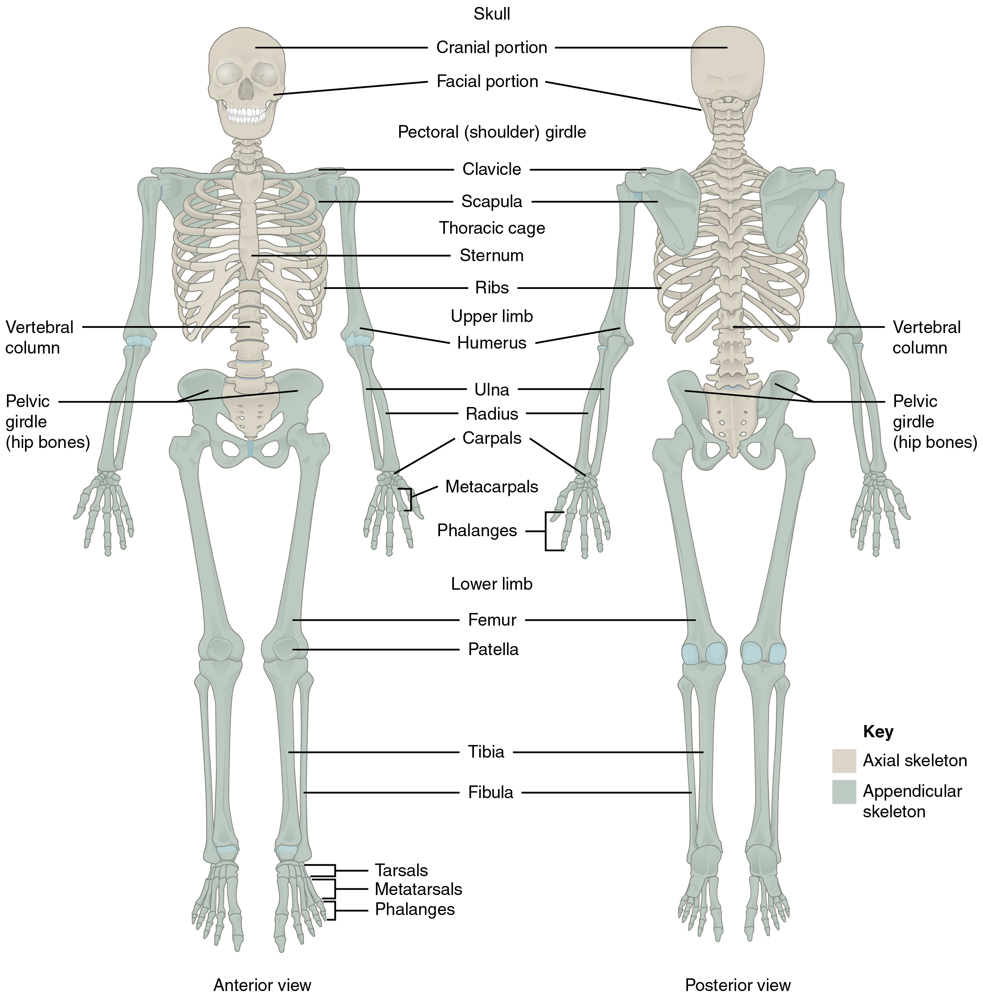 Skull
Cranial portion
Facial portion
Pectoral (shoulder) girdle
Clavicle
Scapula
Thoracic cage
Sternum
Ribs
Upper limb
Humerus
Vertebral
column
Vertebral
column
Ulna
Pelvic
girdle
(hip bones)
Pelvic
girdle
(hip bones)
Radius
Carpals
Metacarpals
Phalanges
Lower limb
Femur
Patella
Tibia
Fibula
Key
Axial skeleton
Appendicular
skeleton
Tarsals
Metatarsals
Phalanges
Anterior view
Posterior view